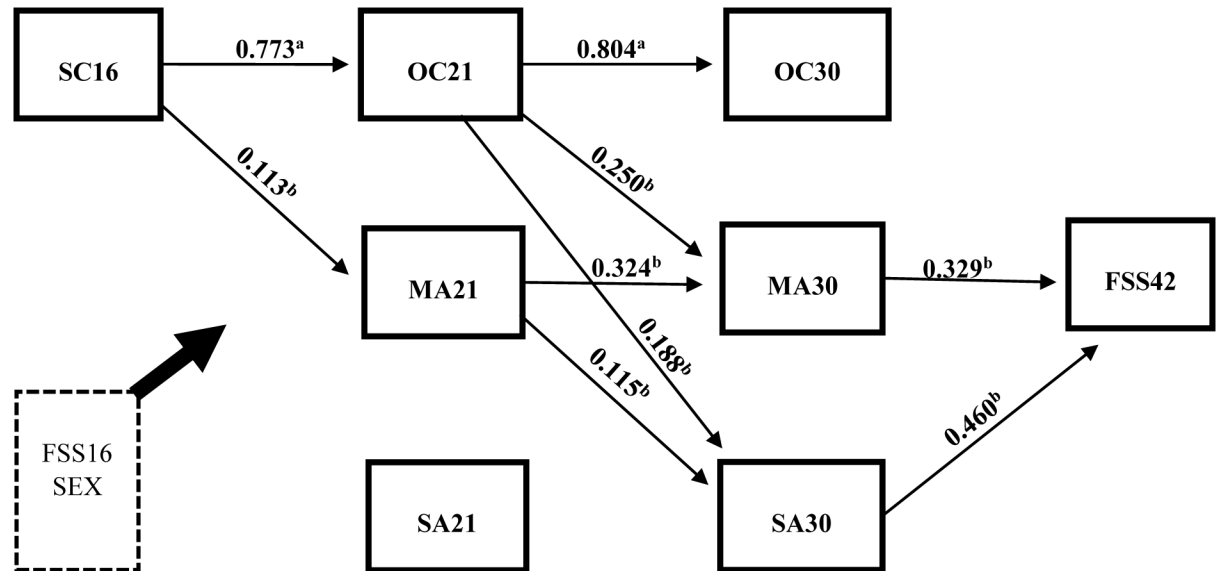 0.773ᵃ
0.804ᵃ
SC16
OC21
OC30
0.113ᵇ
0.250ᵇ
0.324ᵇ
0.329ᵇ
MA21
MA30
FSS42
0.188ᵇ
0.115ᵇ
0.460ᵇ
FSS16
SEX
SA21
SA30